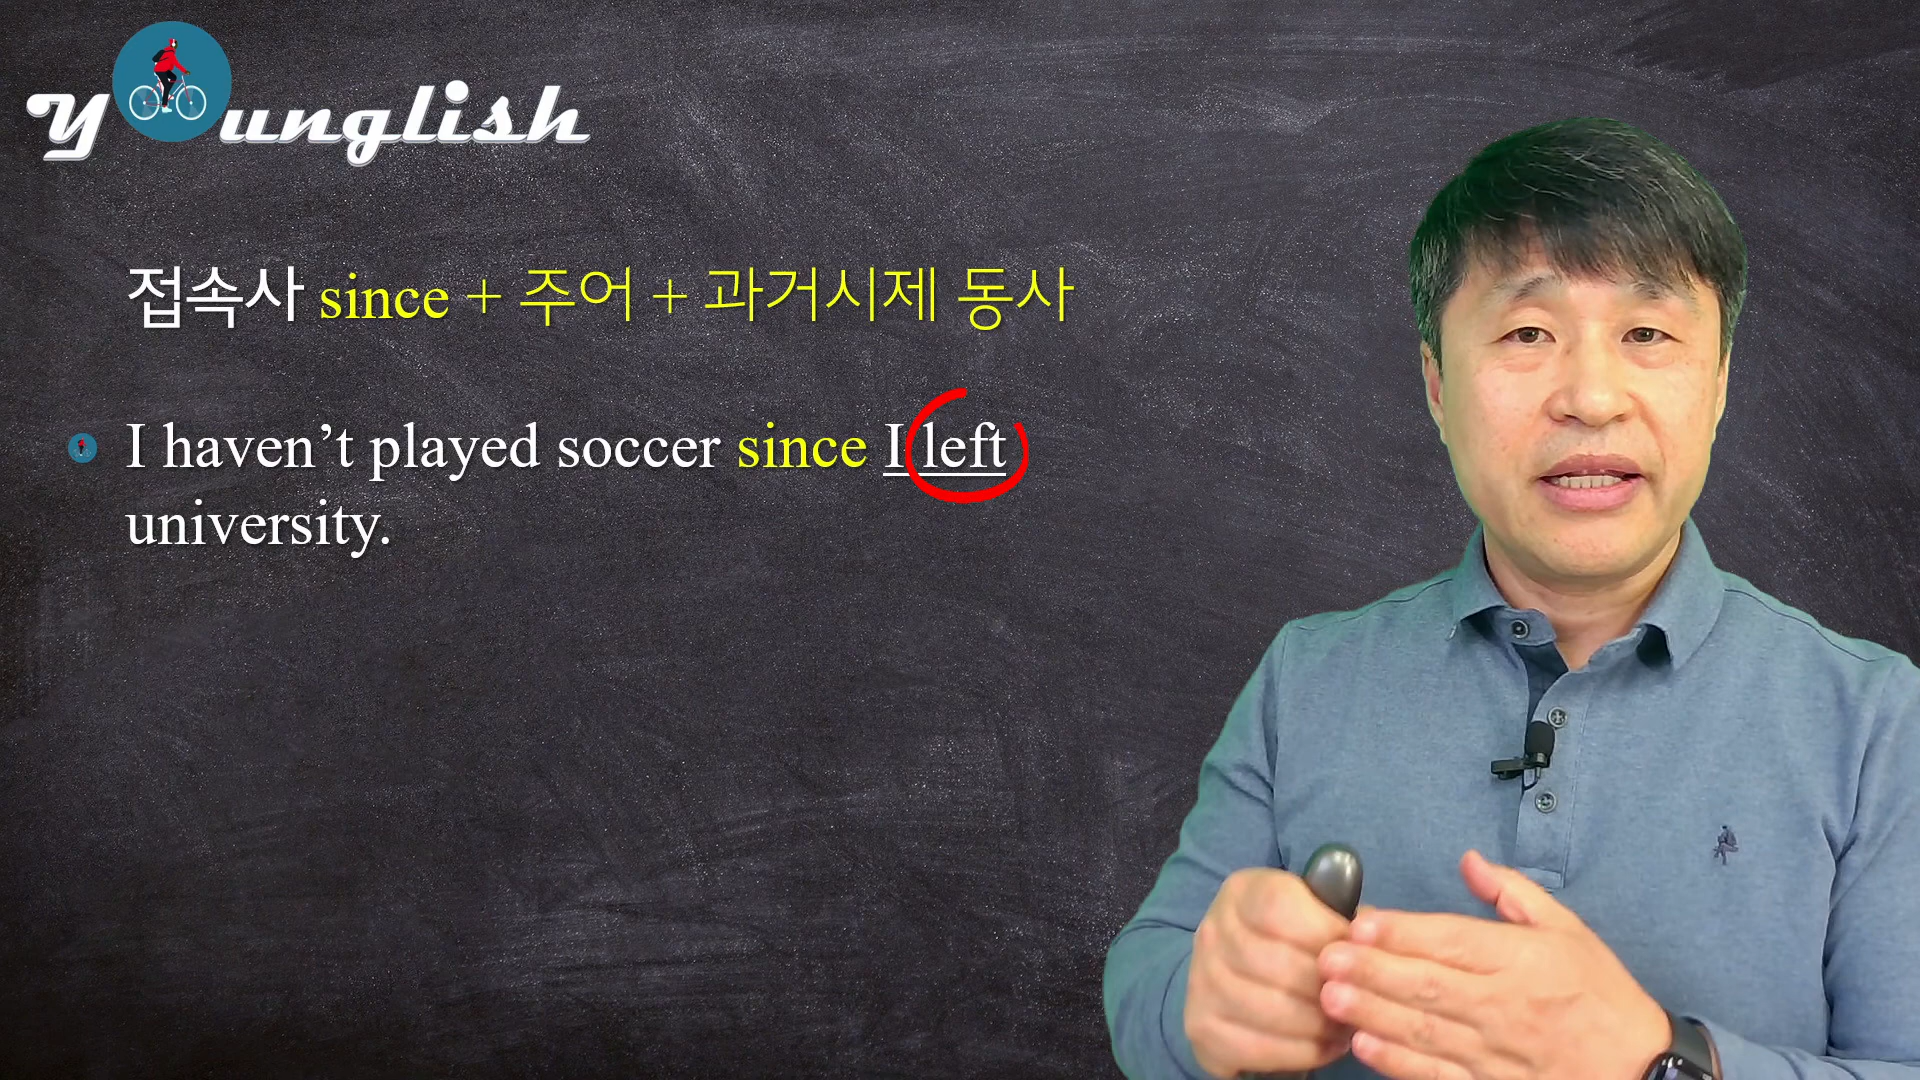 Younglish
접속사 since + 주어 + 과거시제 동사
I haven’t played soccer since I left
university.